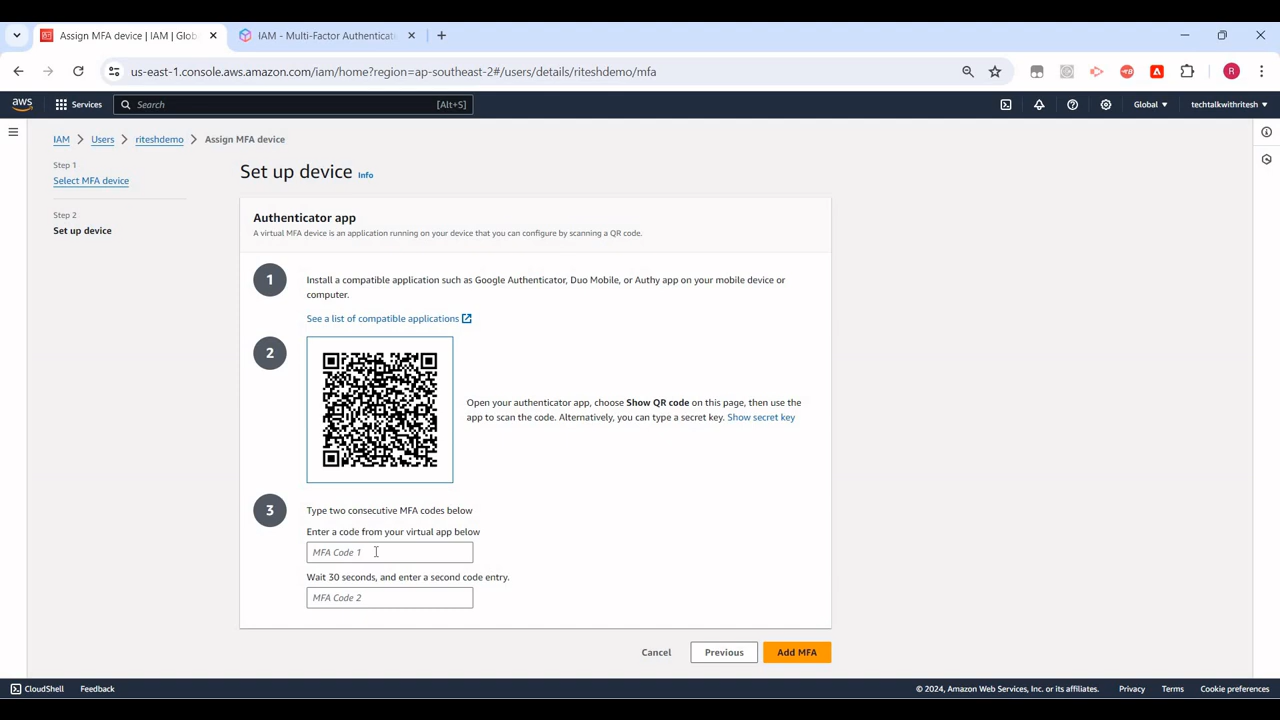 Assign MFA device | IAM | Glob
IAM - Multi-Factor Authenticati
us-east-1.console.aws.amazon.com/iam/home?region=ap-southeast-2#/users/details/riteshdemo/mfa
R
aws
Services
Search
[Alt+S]
Global
techtalkwithritesh
IAM
Users
riteshdemo
Assign MFA device
Step 1
Select MFA device
Step 2
Set up device
Set up device
Info
Authenticator app
A virtual MFA device is an application running on your device that you can configure by scanning a QR code.
1
Install a compatible application such as Google Authenticator, Duo Mobile, or Authy app on your mobile device or
computer.
See a list of compatible applications
2
Open your authenticator app, choose Show QR code on this page, then use the
app to scan the code. Alternatively, you can type a secret key. Show secret key
3
Type two consecutive MFA codes below
Enter a code from your virtual app below
MFA Code 1
Wait 30 seconds, and enter a second code entry.
MFA Code 2
Cancel
Previous
Add MFA
CloudShell
Feedback
© 2024, Amazon Web Services, Inc. or its affiliates.
Privacy
Terms
Cookie preferences